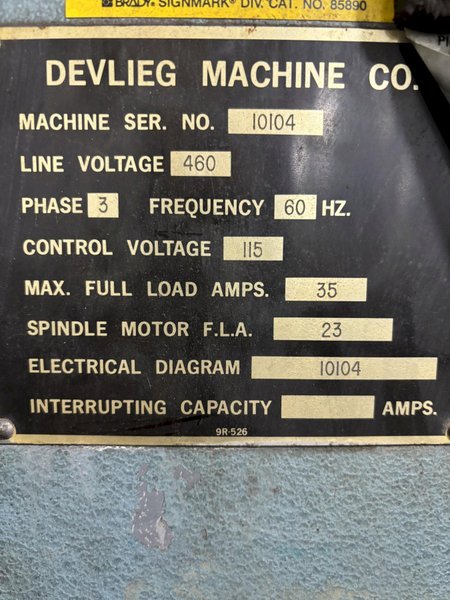 BRADY® SIGNMARK® DIV. CAT. NO. 85890
DEVLIEG MACHINE CO.
MACHINE SER. NO. 10104
LINE VOLTAGE 460
PHASE 3 FREQUENCY 60 HZ.
CONTROL VOLTAGE 115
MAX. FULL LOAD AMPS. 35
SPINDLE MOTOR F.L.A. 23
ELECTRICAL DIAGRAM 10104
INTERRUPTING CAPACITY AMPS.
9R-526